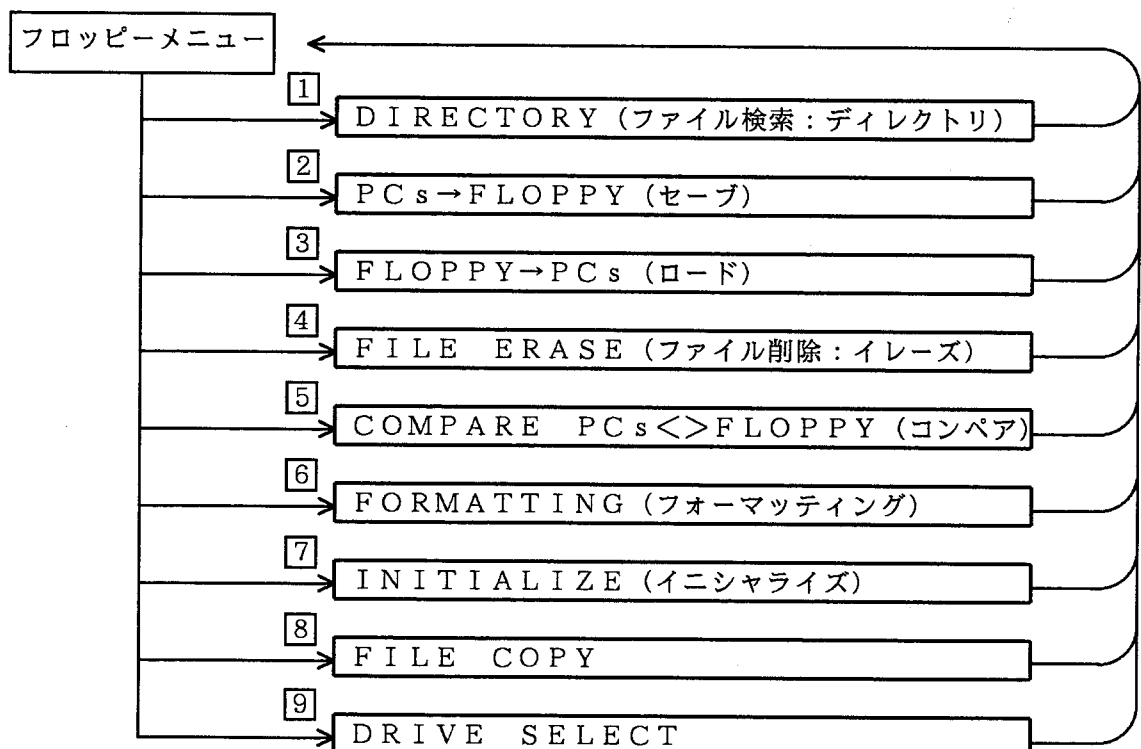 フロッピーメニュー
1
DIRECTORY(ファイル検索:ディレクトリ)
2
PCs→FLOPPY(セーブ)
3
FLOPPY→PCs(ロード)
4
FILE ERASE(ファイル削除:イレーズ)
5
COMPARE PCs<>FLOPPY(コンペア)
6
FORMATTING(フォーマッティング)
7
INITIALIZE(イニシャライズ)
8
FILE COPY
9
DRIVE SELECT